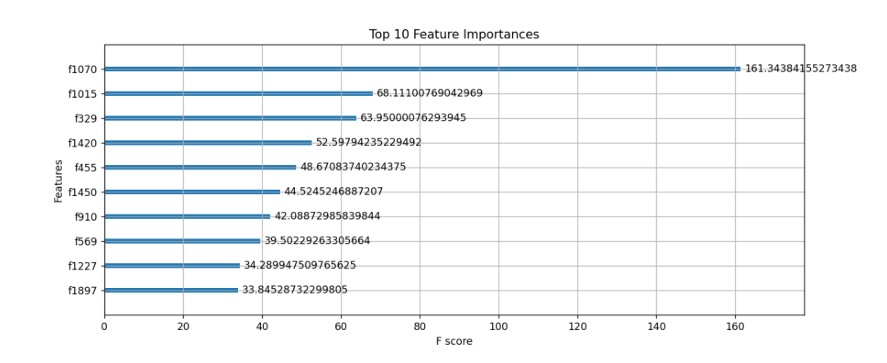 Top 10 Feature Importances
f1070 161.34384155273438
f1015 68.11100769042969
f329 63.95000076293945
f1420 52.59794235229492
f455 48.67083740234375
f1450 44.5245246887207
f910 42.08872985839844
f569 39.50229263305664
f1227 34.289947509765625
f1897 33.84528732299805
Features
0 20 40 60 80 100 120 140 160
F score